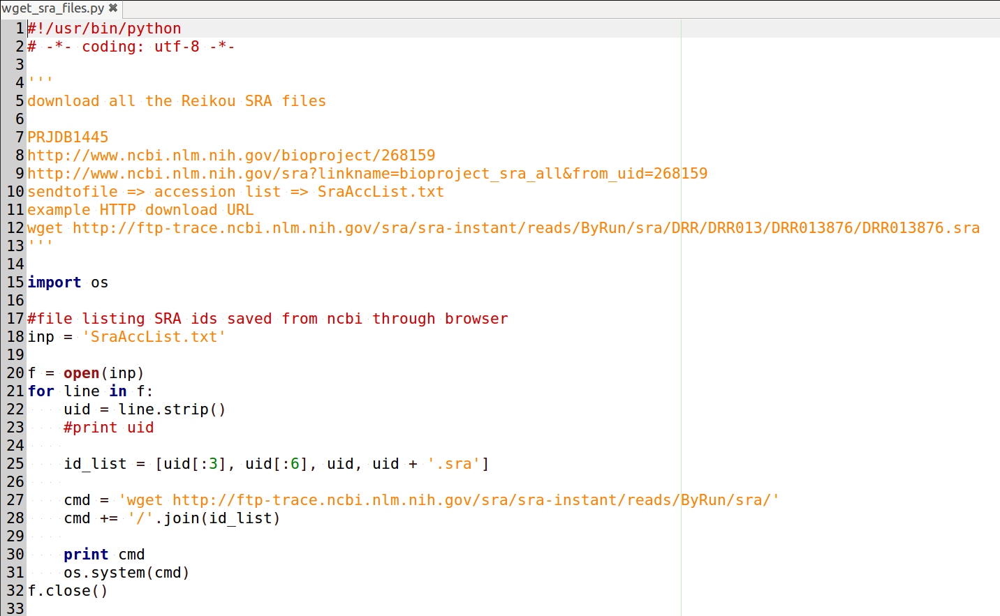 wget_sra_files.py ✖
1 #!/usr/bin/python
2 # -*- coding: utf-8 -*-
3
4 '''
5 download all the Reikou SRA files
6
7 PRJDB1445
8 http://www.ncbi.nlm.nih.gov/bioproject/268159
9 http://www.ncbi.nlm.nih.gov/sra?linkname=bioproject_sra_all&from_uid=268159
10 sendtofile => accession list => SraAccList.txt
11 example HTTP download URL
12 wget http://ftp-trace.ncbi.nlm.nih.gov/sra/sra-instant/reads/ByRun/sra/DRR/DRR013/DRR013876/DRR013876.sra
13 '''
14
15 import os
16
17 #file listing SRA ids saved from ncbi through browser
18 inp = 'SraAccList.txt'
19
20 f = open(inp)
21 for line in f:
22     uid = line.strip()
23     #print uid
24
25     id_list = [uid[:3], uid[:6], uid, uid + '.sra']
26
27     cmd = 'wget http://ftp-trace.ncbi.nlm.nih.gov/sra/sra-instant/reads/ByRun/sra/'
28     cmd += '/'.join(id_list)
29
30     print cmd
31     os.system(cmd)
32 f.close()
33